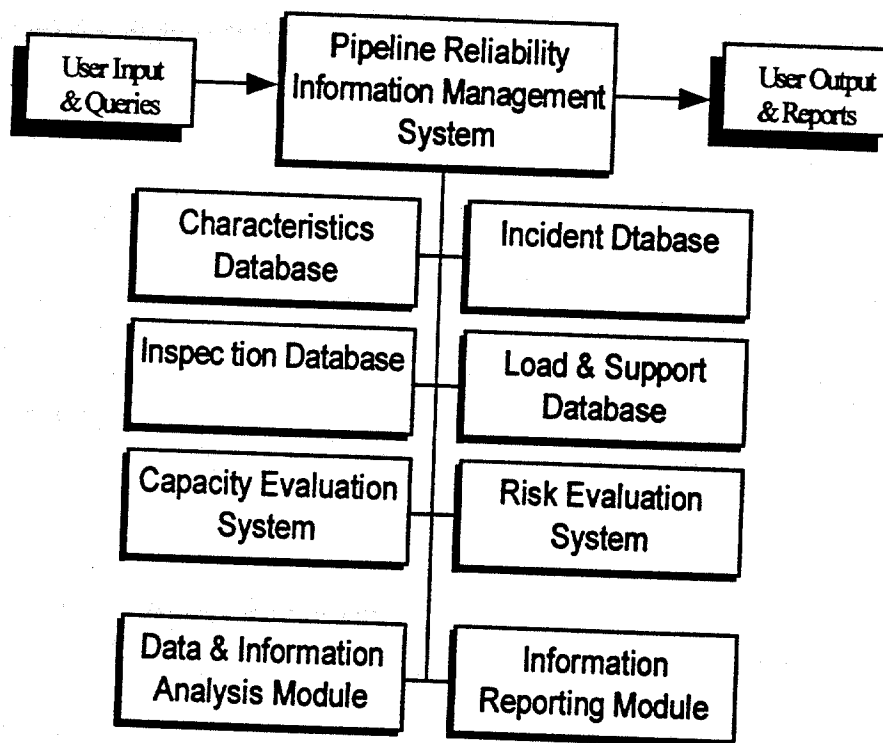 User Input
& Queries
Pipeline Reliability
Information Management
System
User Output
& Reports
Characteristics
Database
Incident Dtabase
Inspec tion Database
Load & Support
Database
Capacity Evaluation
System
Risk Evaluation
System
Data & Information
Analysis Module
Information
Reporting Module